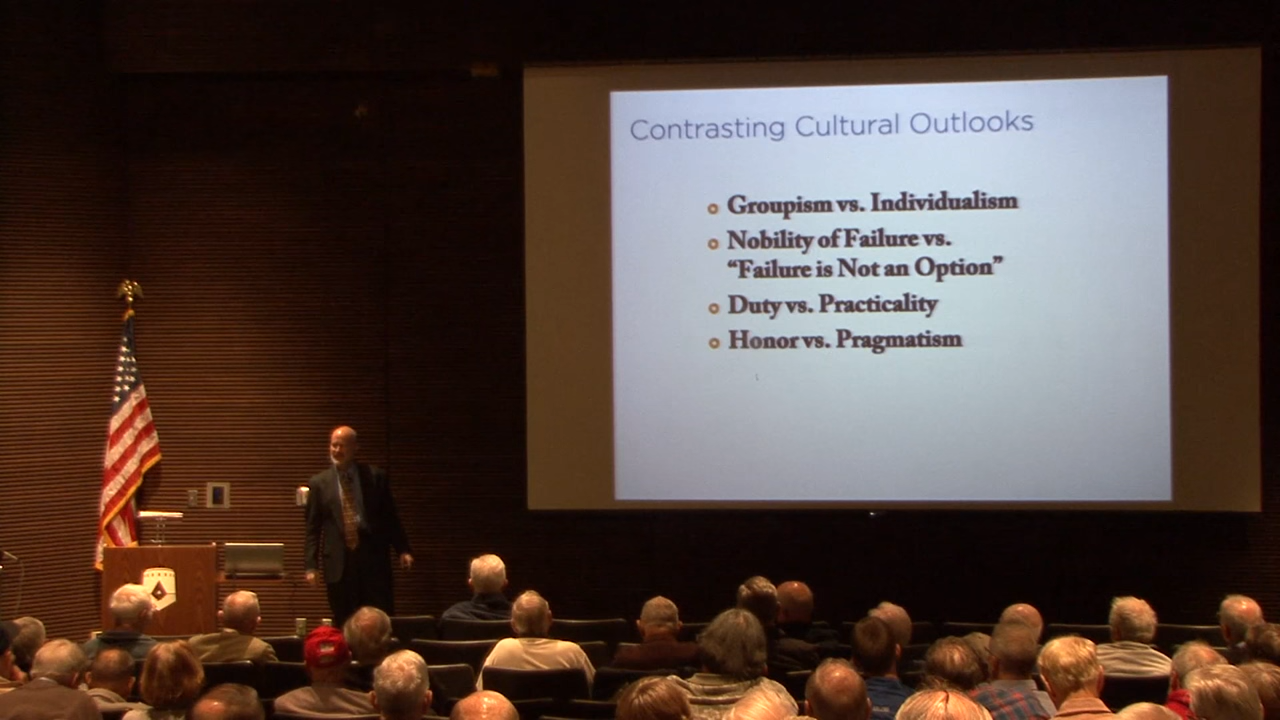 Contrasting Cultural Outlooks
Groupism vs. Individualism
Nobility of Failure vs.
“Failure is Not an Option”
Duty vs. Practicality
Honor vs. Pragmatism